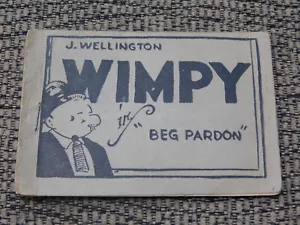 J. WELLINGTON
WIMPY
in
"BEG PARDON"